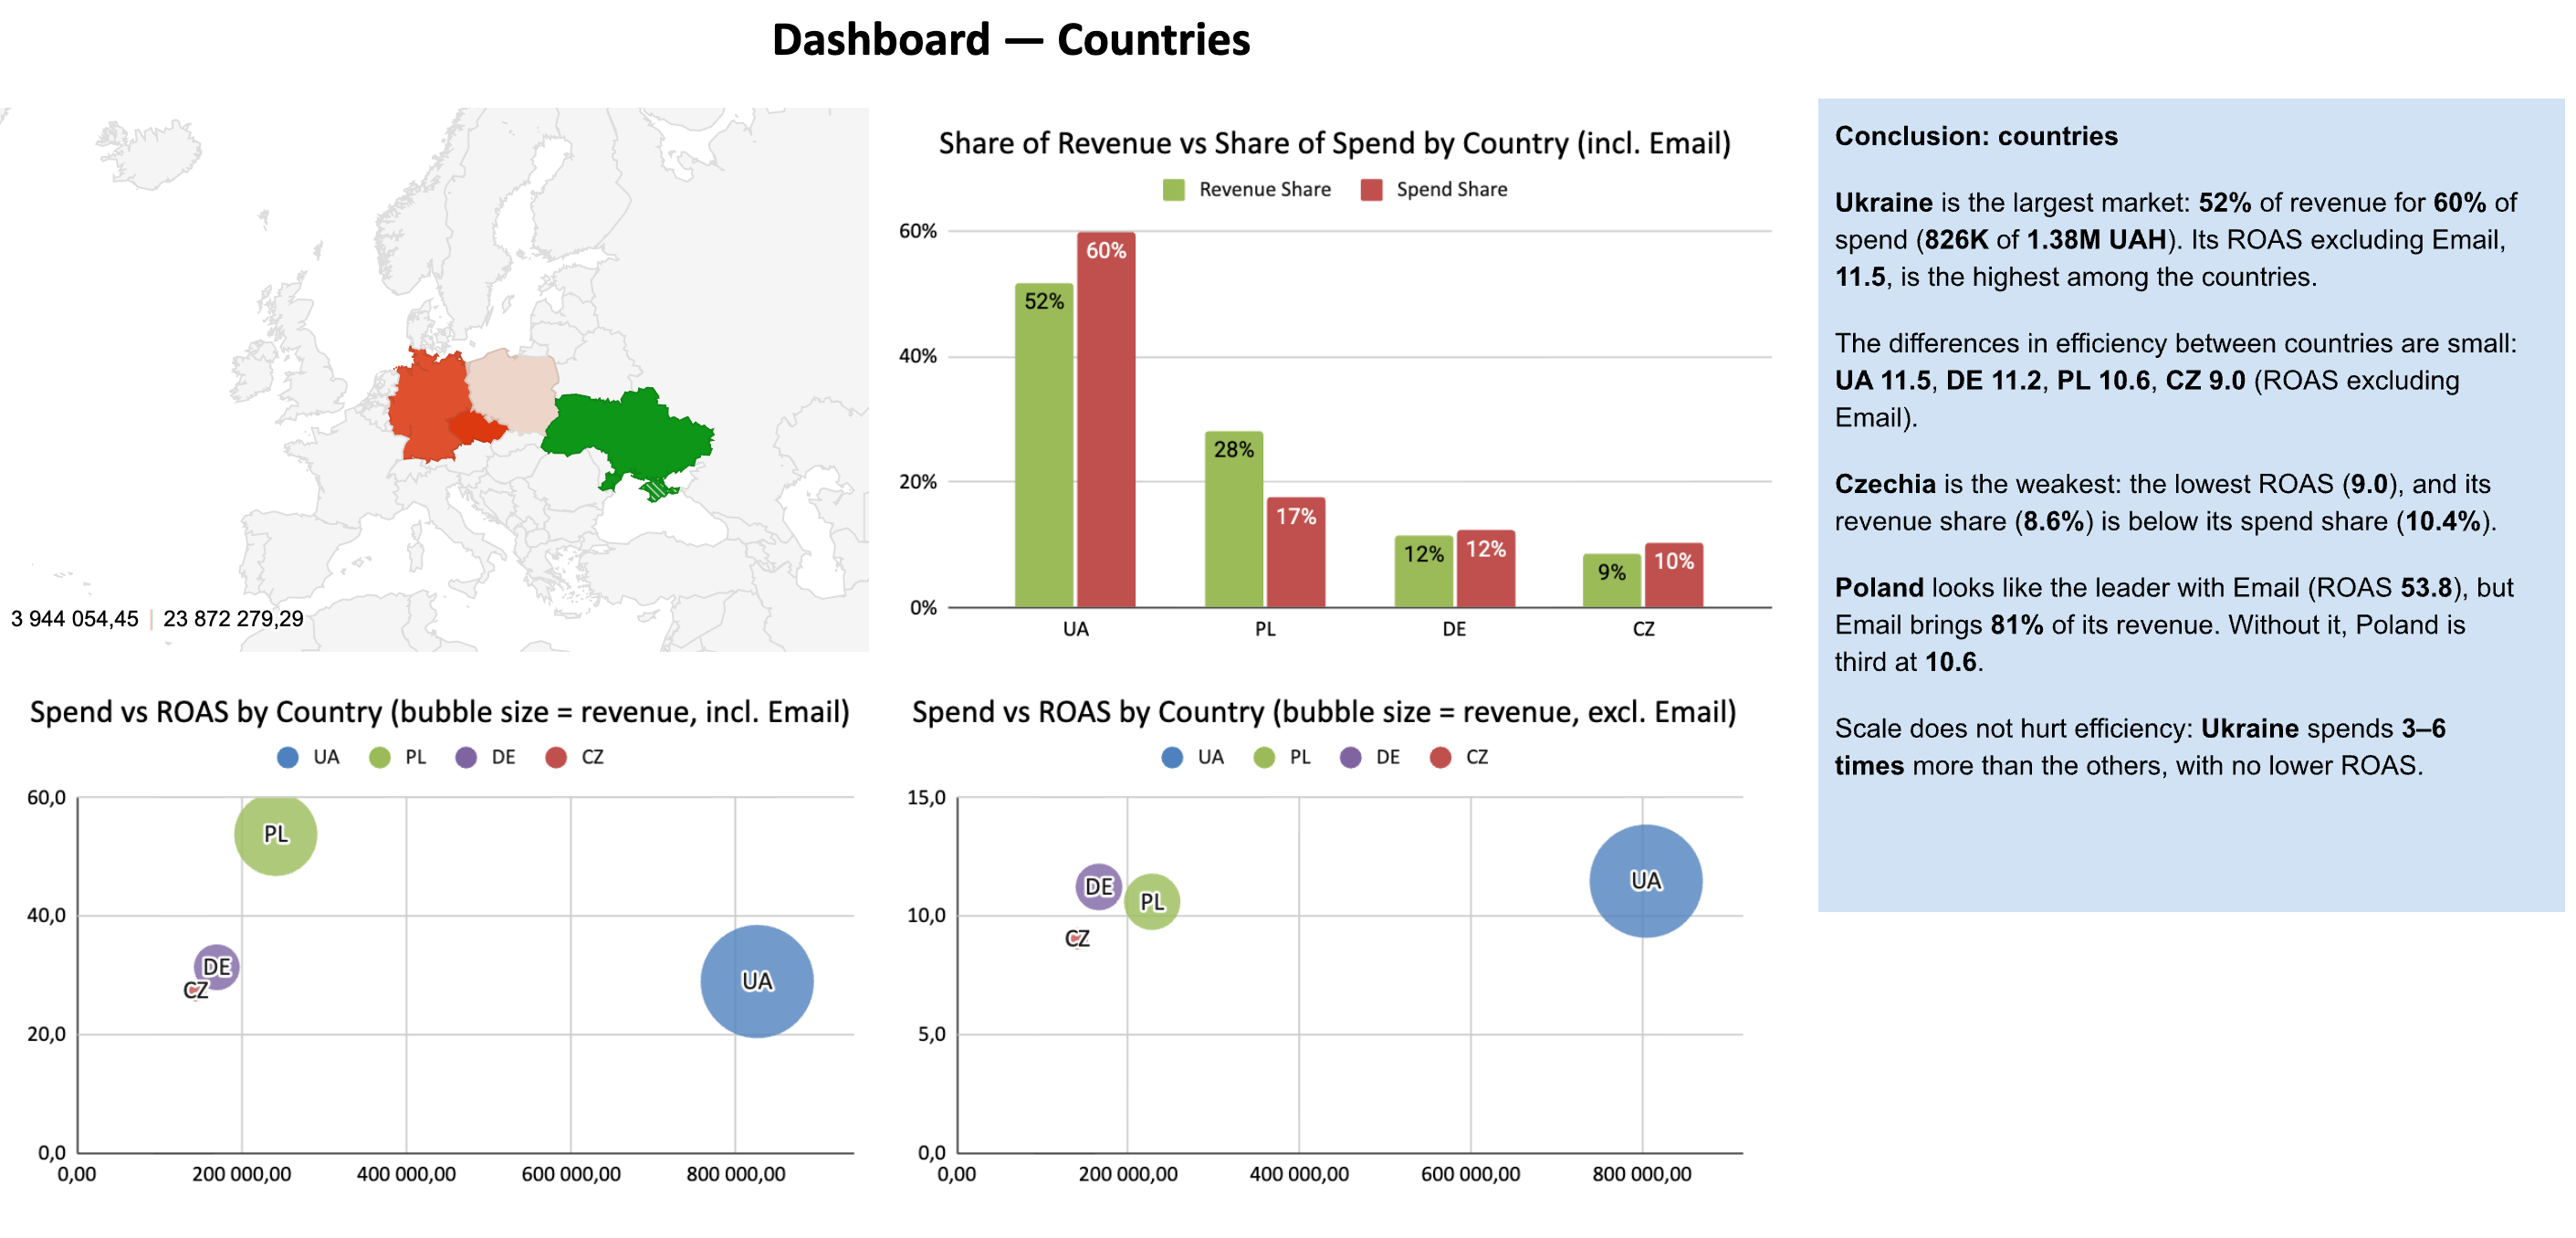 Dashboard — Countries
3 944 054,45 | 23 872 279,29
Share of Revenue vs Share of Spend by Country (incl. Email)
Revenue Share Spend Share
60%
40%
20%
0%
52% 60%
28% 17%
12% 12%
9% 10%
UA PL DE CZ
Conclusion: countries
Ukraine is the largest market: 52% of revenue for 60% of
spend (826K of 1.38M UAH). Its ROAS excluding Email,
11.5, is the highest among the countries.
The differences in efficiency between countries are small:
UA 11.5, DE 11.2, PL 10.6, CZ 9.0 (ROAS excluding
Email).
Czechia is the weakest: the lowest ROAS (9.0), and its
revenue share (8.6%) is below its spend share (10.4%).
Poland looks like the leader with Email (ROAS 53.8), but
Email brings 81% of its revenue. Without it, Poland is
third at 10.6.
Scale does not hurt efficiency: Ukraine spends 3–6
times more than the others, with no lower ROAS.
Spend vs ROAS by Country (bubble size = revenue, incl. Email)
UA PL DE CZ
60,0
40,0
20,0
0,0
PL
DE
CZ
UA
0,00 200 000,00 400 000,00 600 000,00 800 000,00
Spend vs ROAS by Country (bubble size = revenue, excl. Email)
UA PL DE CZ
15,0
10,0
5,0
0,0
DE
PL
CZ
UA
0,00 200 000,00 400 000,00 600 000,00 800 000,00